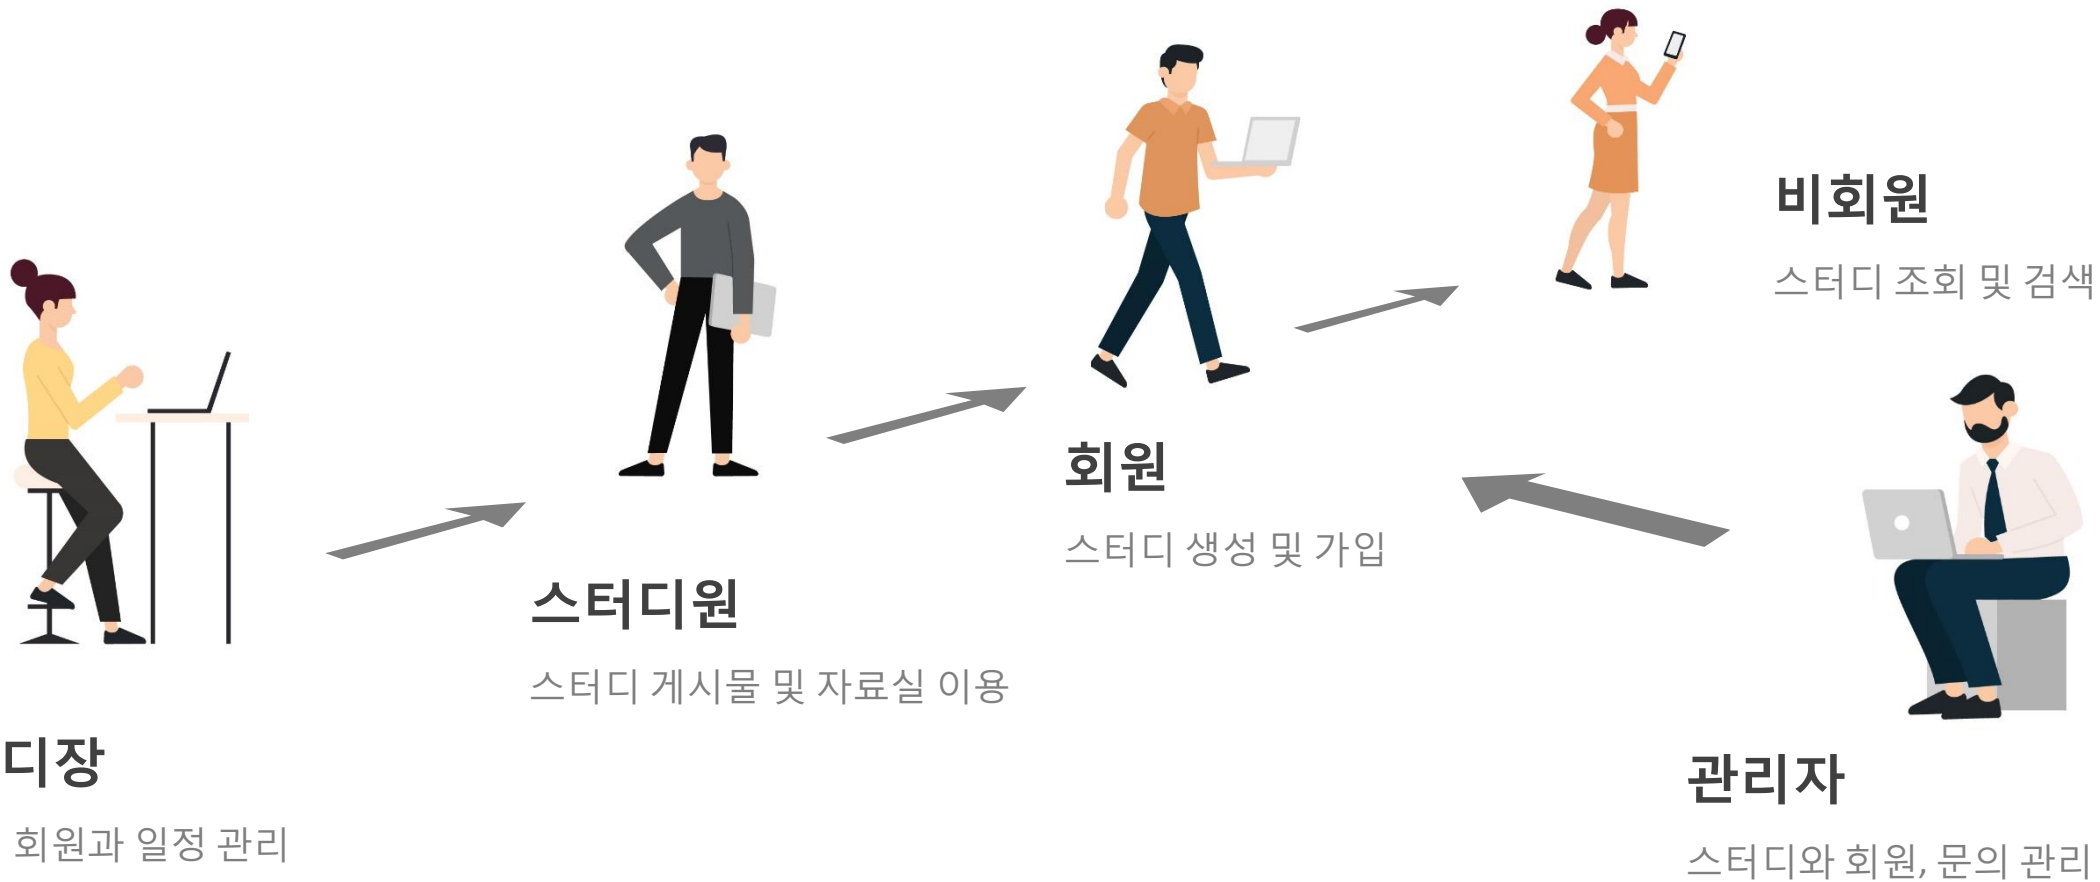 비회원
스터디 조회 및 검색
회원
스터디 생성 및 가입
스터디원
스터디 게시물 및 자료실 이용
디장
회원과 일정 관리
관리자
스터디와 회원, 문의 관리